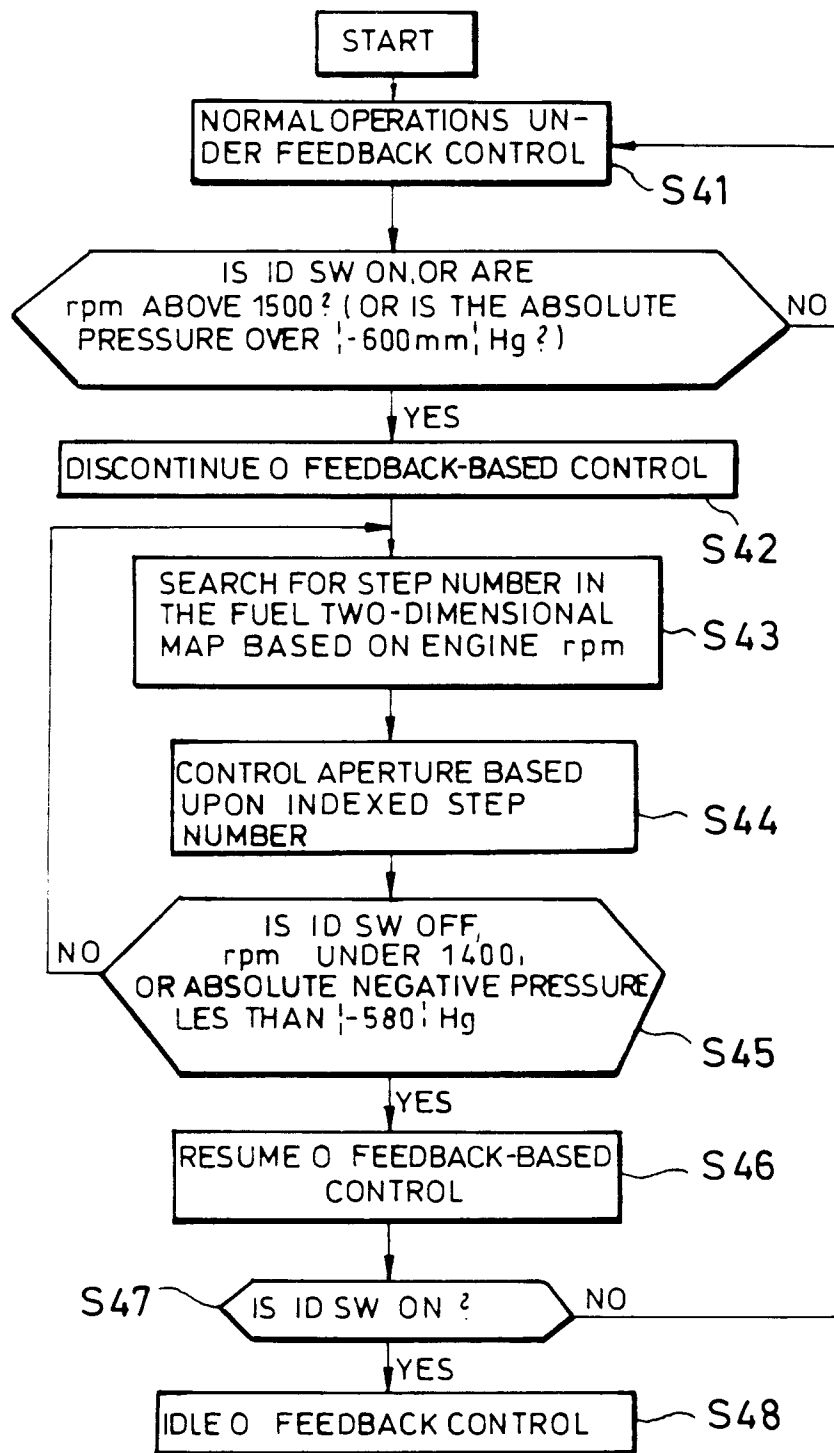 START
NORMAL OPERATIONS UN-
DER FEEDBACK CONTROL
S41
IS ID SW ON, OR ARE
rpm ABOVE 1500? (OR IS THE ABSOLUTE
PRESSURE OVER |-600mm| Hg?)
NO
YES
DISCONTINUE O FEEDBACK-BASED CONTROL
S42
SEARCH FOR STEP NUMBER IN
THE FUEL TWO-DIMENSIONAL
MAP BASED ON ENGINE rpm
S43
CONTROL APERTURE BASED
UPON INDEXED STEP
NUMBER
S44
IS ID SW OFF,
rpm UNDER 1400,
OR ABSOLUTE NEGATIVE PRESSURE
LES THAN |-580| Hg
NO
S45
YES
RESUME O FEEDBACK-BASED
CONTROL
S46
S47
IS ID SW ON ?
NO
YES
IDLE O FEEDBACK CONTROL
S48